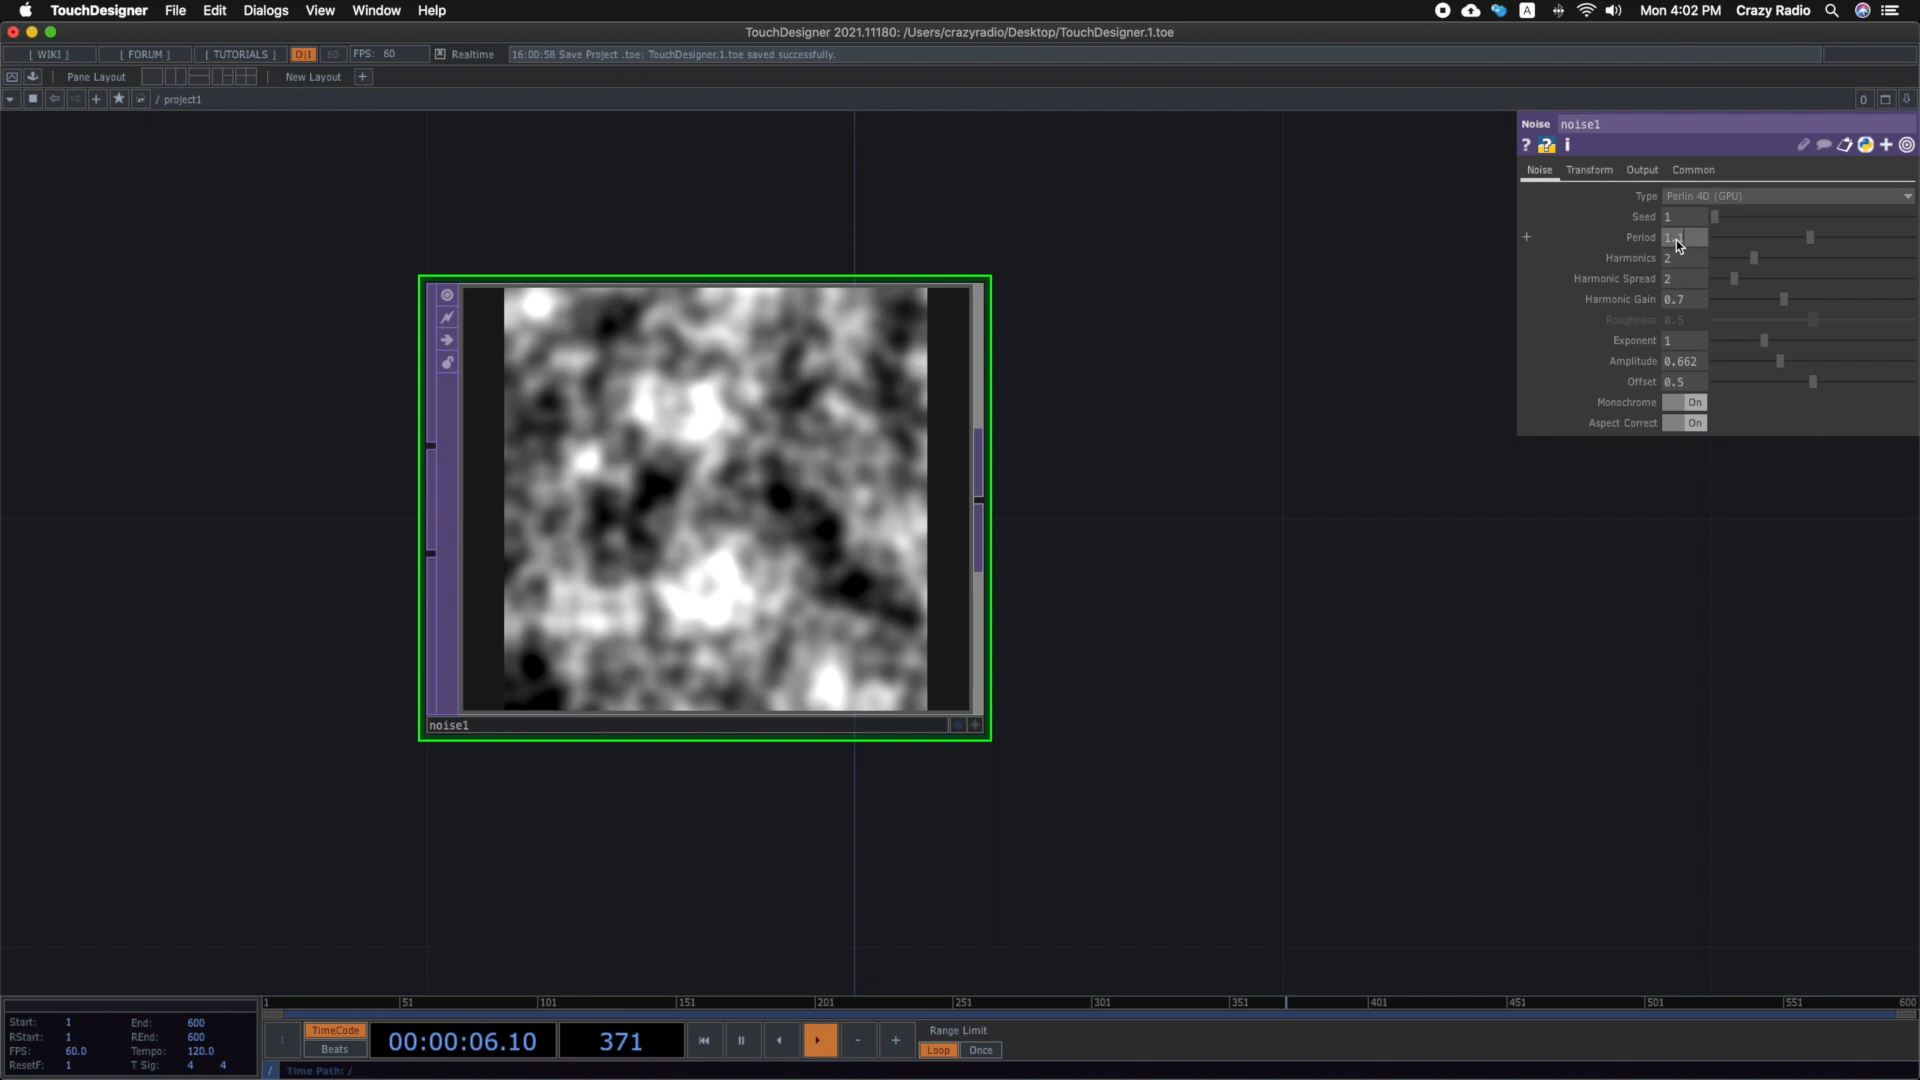 TouchDesigner File Edit Dialogs View Window Help A Mon 4:02 PM Crazy Radio
TouchDesigner 2021.11180: /Users/crazyradio/Desktop/TouchDesigner.1.toe
[ WIKI ] [ FORUM ] [ TUTORIALS ] O|I 60 FPS: 60 Realtime 16:00:58 Save Project .toe: TouchDesigner.1.toe saved successfully.
Pane Layout New Layout +
/ project1 0
Noise noise1
? ? i
Noise Transform Output Common
Type Perlin 4D (GPU)
Seed 1
+ Period 1.1
Harmonics 2
Harmonic Spread 2
Harmonic Gain 0.7
Roughness 0.5
Exponent 1
Amplitude 0.662
Offset 0.5
Monochrome On
Aspect Correct On
noise1
1 51 101 151 201 251 301 351 401 451 501 551 600
Start: 1 End: 600
RStart: 1 REnd: 600
FPS: 60.0 Tempo: 120.0
ResetF: 1 T Sig: 4 4
TimeCode
Beats
00:00:06.10 371
- +
Range Limit
Loop Once
/ Time Path: /